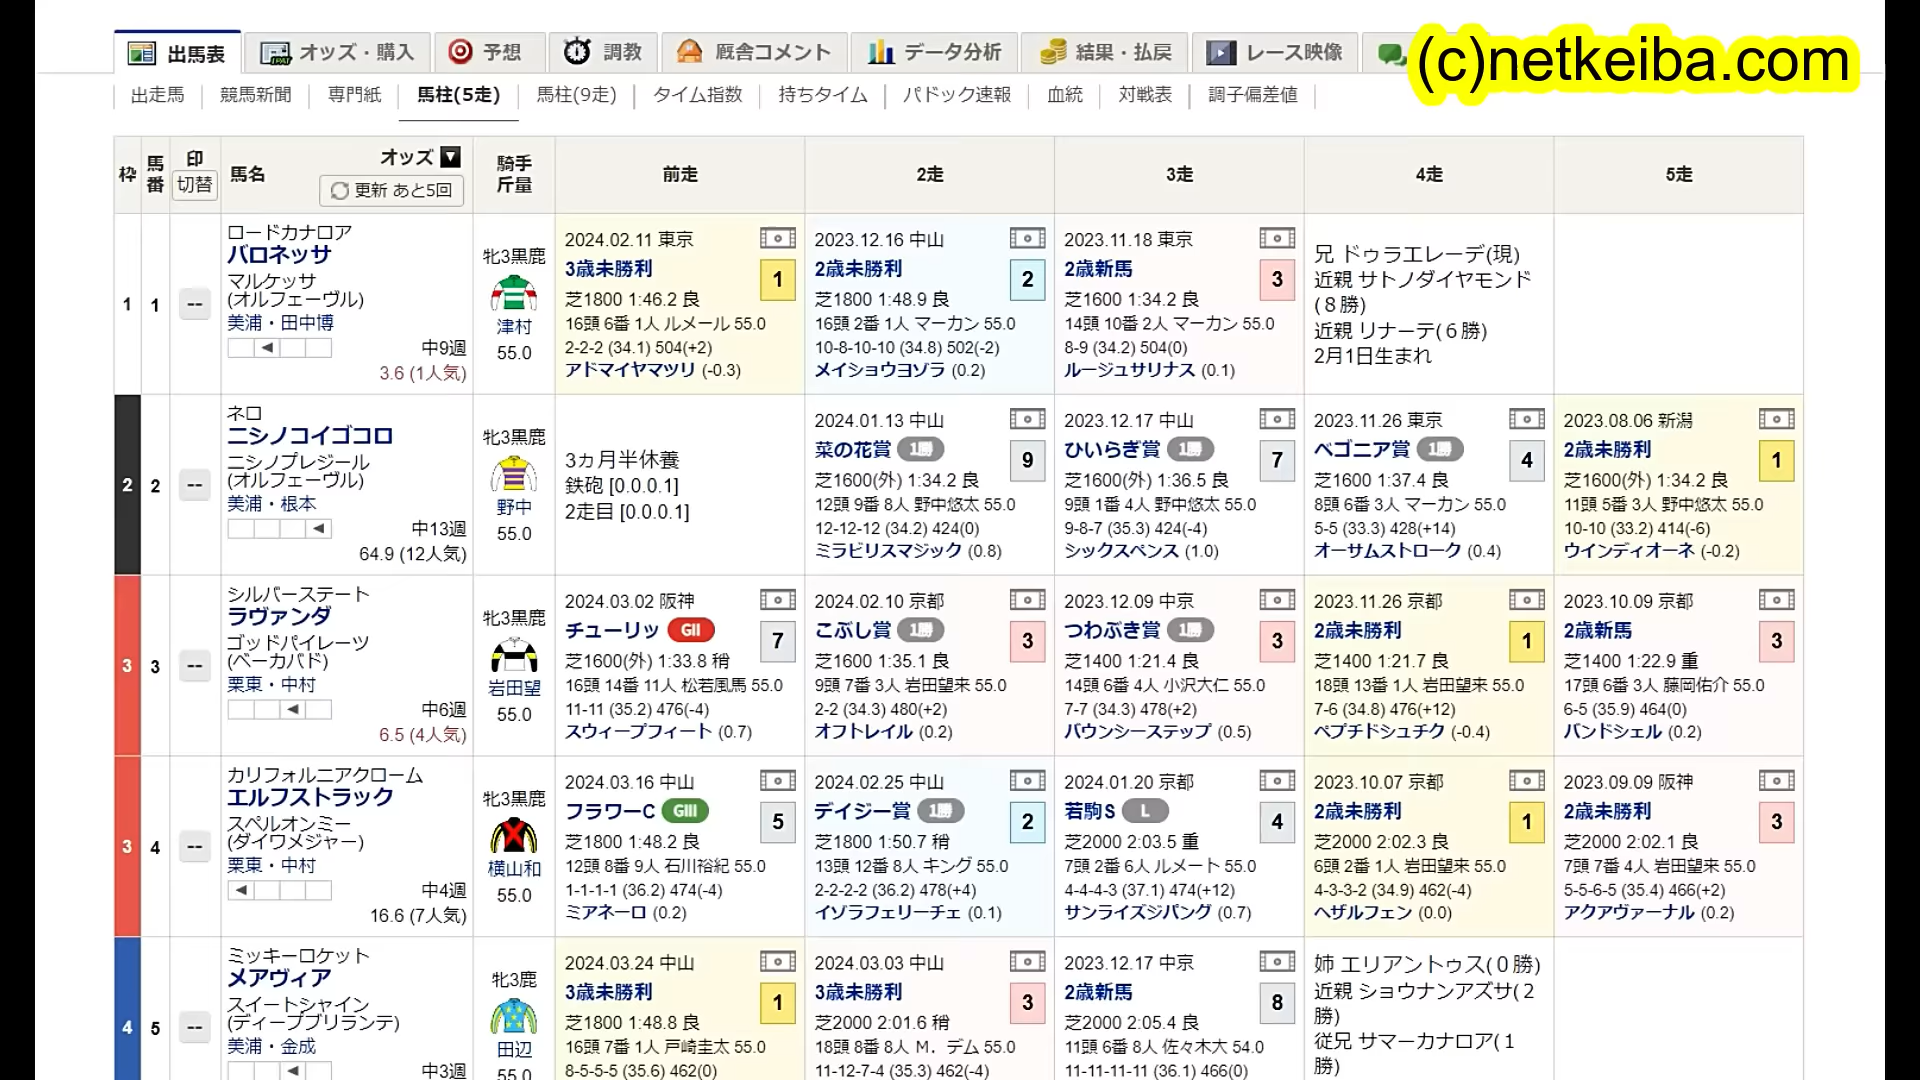 出馬表 オッズ・購入 予想 調教 厩舎コメント データ分析 結果・払戻 レース映像
(c)netkeiba.com
出走馬 競馬新聞 専門紙 馬柱(5走) 馬柱(9走) タイム指数 持ちタイム パドック速報 血統 対戦表 調子偏差値
枠 馬番 印 切替 馬名 オッズ 更新 あと5回 騎手 斤量 前走 2走 3走 4走 5走
1 1 --
ロードカナロア
バロネッサ
マルケッサ
(オルフェーヴル)
美浦・田中博
中9週
3.6 (1人気)
牝3黒鹿
津村
55.0
2024.02.11 東京
3歳未勝利 1
芝1800 1:46.2 良
16頭 6番 1人 ルメール 55.0
2-2-2 (34.1) 504(+2)
アドマイヤマツリ (-0.3)
2023.12.16 中山
2歳未勝利 2
芝1800 1:48.9 良
16頭 2番 1人 マーカン 55.0
10-8-10-10 (34.8) 502(-2)
メイショウヨゾラ (0.2)
2023.11.18 東京
2歳新馬 3
芝1600 1:34.2 良
14頭 10番 2人 マーカン 55.0
8-9 (34.2) 504(0)
ルージュサリナス (0.1)
兄 ドゥラエレーデ(現)
近親 サトノダイヤモンド
(８勝)
近親 リナーテ(６勝)
2月1日生まれ
2 2 --
ネロ
ニシノコイゴコロ
ニシノプレジール
(オルフェーヴル)
美浦・根本
中13週
64.9 (12人気)
牝3黒鹿
野中
55.0
3ヵ月半休養
鉄砲 [0.0.0.1]
2走目 [0.0.0.1]
2024.01.13 中山
菜の花賞 1勝 9
芝1600(外) 1:34.2 良
12頭 9番 8人 野中悠太 55.0
12-12-12 (34.2) 424(0)
ミラビリスマジック (0.8)
2023.12.17 中山
ひいらぎ賞 1勝 7
芝1600(外) 1:36.5 良
9頭 1番 4人 野中悠太 55.0
9-8-7 (35.3) 424(-4)
シックスペンス (1.0)
2023.11.26 東京
ベゴニア賞 1勝 4
芝1600 1:37.4 良
8頭 6番 3人 マーカン 55.0
5-5 (33.3) 428(+14)
オーサムストローク (0.4)
2023.08.06 新潟
2歳未勝利 1
芝1600(外) 1:34.2 良
11頭 5番 3人 野中悠太 55.0
10-10 (33.2) 414(-6)
ウインディオーネ (-0.2)
3 3 --
シルバーステート
ラヴァンダ
ゴッドパイレーツ
(ベーカバド)
栗東・中村
中6週
6.5 (4人気)
牝3黒鹿
岩田望
55.0
2024.03.02 阪神
チューリッ GII 7
芝1600(外) 1:33.8 稍
16頭 14番 11人 松若風馬 55.0
11-11 (35.2) 476(-4)
スウィープフィート (0.7)
2024.02.10 京都
こぶし賞 1勝 3
芝1600 1:35.1 良
9頭 7番 3人 岩田望来 55.0
2-2 (34.3) 480(+2)
オフトレイル (0.2)
2023.12.09 中京
つわぶき賞 1勝 3
芝1400 1:21.4 良
14頭 6番 4人 小沢大仁 55.0
7-7 (34.3) 478(+2)
バウンシーステップ (0.5)
2023.11.26 京都
2歳未勝利 1
芝1400 1:21.7 良
18頭 13番 1人 岩田望来 55.0
7-6 (34.8) 476(+12)
ペプチドシュチク (-0.4)
2023.10.09 京都
2歳新馬 3
芝1400 1:22.9 重
17頭 6番 3人 藤岡佑介 55.0
6-5 (35.9) 464(0)
バンドシェル (0.2)
3 4 --
カリフォルニアクローム
エルフストラック
スペルオンミー
(ダイワメジャー)
栗東・中村
中4週
16.6 (7人気)
牝3黒鹿
横山和
55.0
2024.03.16 中山
フラワーC GIII 5
芝1800 1:48.2 良
12頭 8番 9人 石川裕紀 55.0
1-1-1-1 (36.2) 474(-4)
ミアネーロ (0.2)
2024.02.25 中山
デイジー賞 1勝 2
芝1800 1:50.7 稍
13頭 12番 8人 キング 55.0
2-2-2-2 (36.2) 478(+4)
イゾラフェリーチェ (0.1)
2024.01.20 京都
若駒S L 4
芝2000 2:03.5 重
7頭 2番 6人 ルメート 55.0
4-4-4-3 (37.1) 474(+12)
サンライズジパング (0.7)
2023.10.07 京都
2歳未勝利 1
芝2000 2:02.3 良
6頭 2番 1人 岩田望来 55.0
4-3-3-2 (34.9) 462(-4)
ヘザルフェン (0.0)
2023.09.09 阪神
2歳未勝利 3
芝2000 2:02.1 良
7頭 7番 4人 岩田望来 55.0
5-5-6-5 (35.4) 466(+2)
アクアヴァーナル (0.2)
4 5 --
ミッキーロケット
メアヴィア
スイートシャイン
(ディープブリランテ)
美浦・金成
中3週
牝3鹿
田辺
55.0
2024.03.24 中山
3歳未勝利 1
芝1800 1:48.8 良
16頭 7番 1人 戸崎圭太 55.0
8-5-5-5 (35.6) 462(0)
2024.03.03 中山
3歳未勝利 3
芝2000 2:01.6 稍
18頭 8番 8人 Ｍ．デム 55.0
11-12-7-4 (35.3) 462(-4)
2023.12.17 中京
2歳新馬 8
芝2000 2:05.4 良
11頭 6番 8人 佐々木大 54.0
11-11-11-11 (36.1) 466(0)
姉 エリアントゥス(０勝)
近親 ショウナンアズサ(２
勝)
従兄 サマーカナロア(１
勝)